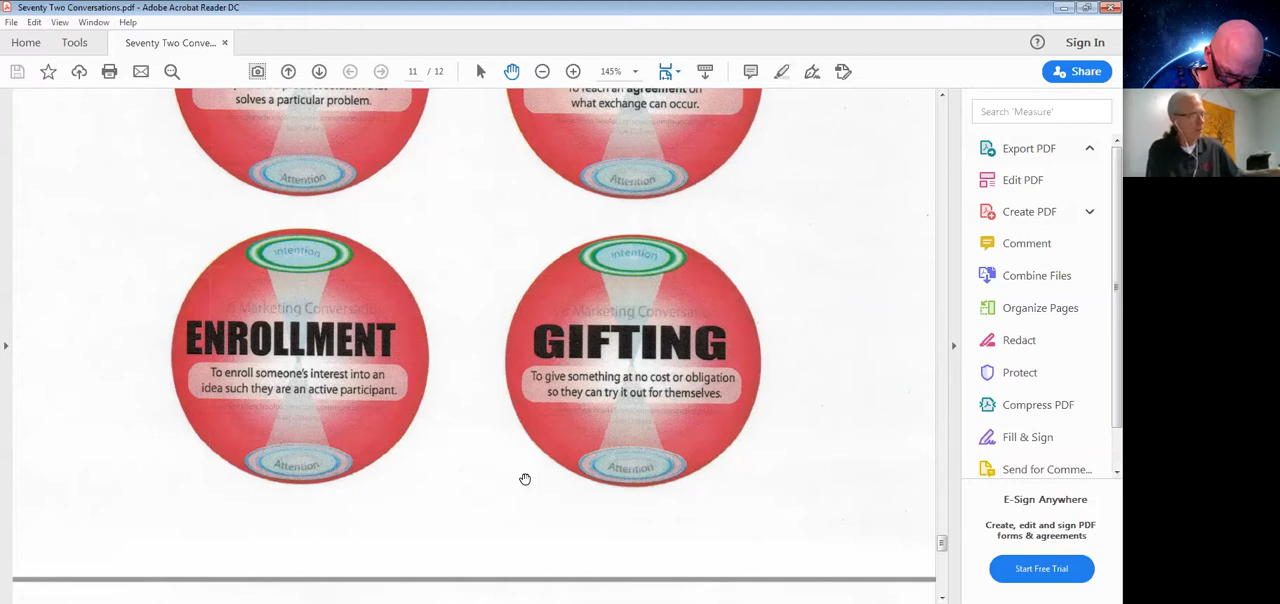 Seventy Two Conversations.pdf - Adobe Acrobat Reader DC
File Edit View Window Help
Home Tools Seventy Two Conve... ×
Sign In
11 / 12
145%
Share
solves a particular problem.
To reach an agreement on
what exchange can occur.
Attention
Attention
Intention
Marketing Conversation
ENROLLMENT
To enroll someone's interest into an
idea such they are an active participant.
Attention
Intention
Marketing Conversa
GIFTING
To give something at no cost or obligation
so they can try it out for themselves.
Attention
Search 'Measure'
Export PDF
Edit PDF
Create PDF
Comment
Combine Files
Organize Pages
Redact
Protect
Compress PDF
Fill & Sign
Send for Comme...
E-Sign Anywhere
Create, edit and sign PDF
forms & agreements
Start Free Trial